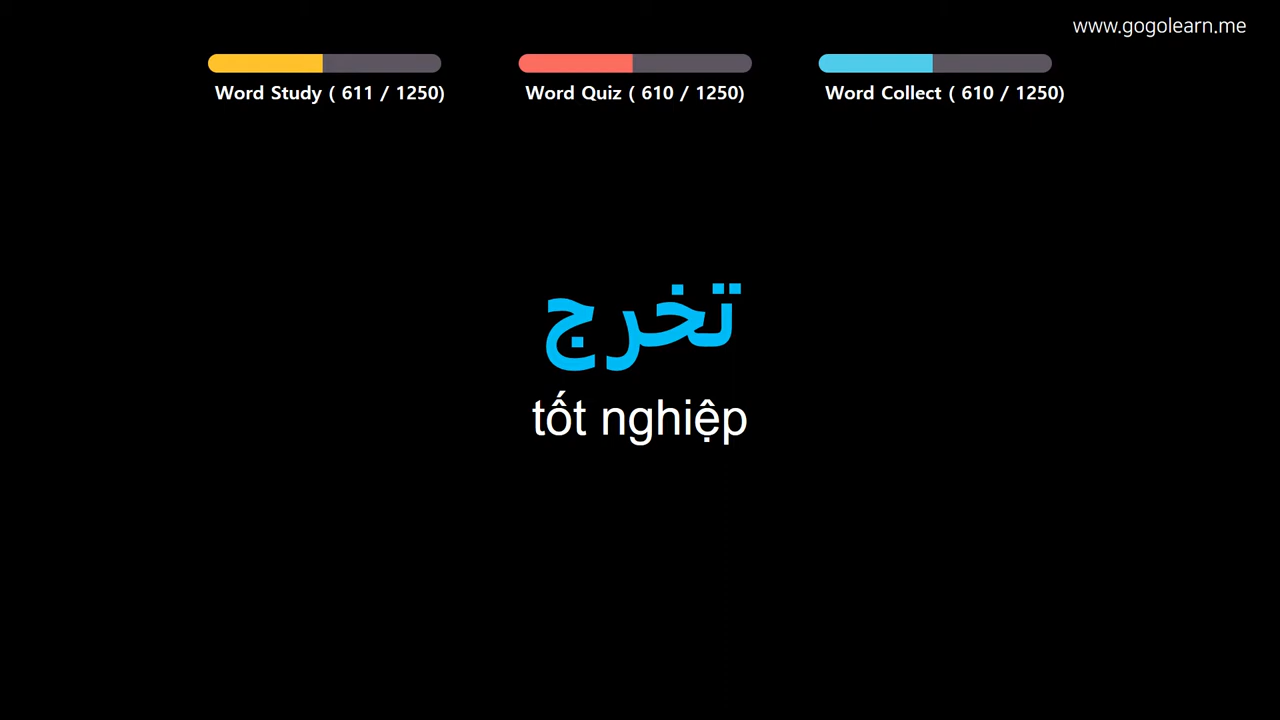 www.gogolearn.me
Word Study ( 611 / 1250)
Word Quiz ( 610 / 1250)
Word Collect ( 610 / 1250)
تخرج
tốt nghiệp